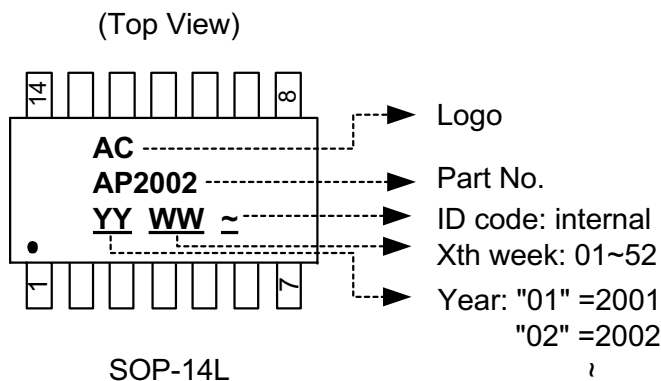 (Top View)
14
8
AC
AP2002
YY WW ~
1
7
Logo
Part No.
ID code: internal
Xth week: 01~52
Year: "01" =2001
"02" =2002
~
SOP-14L